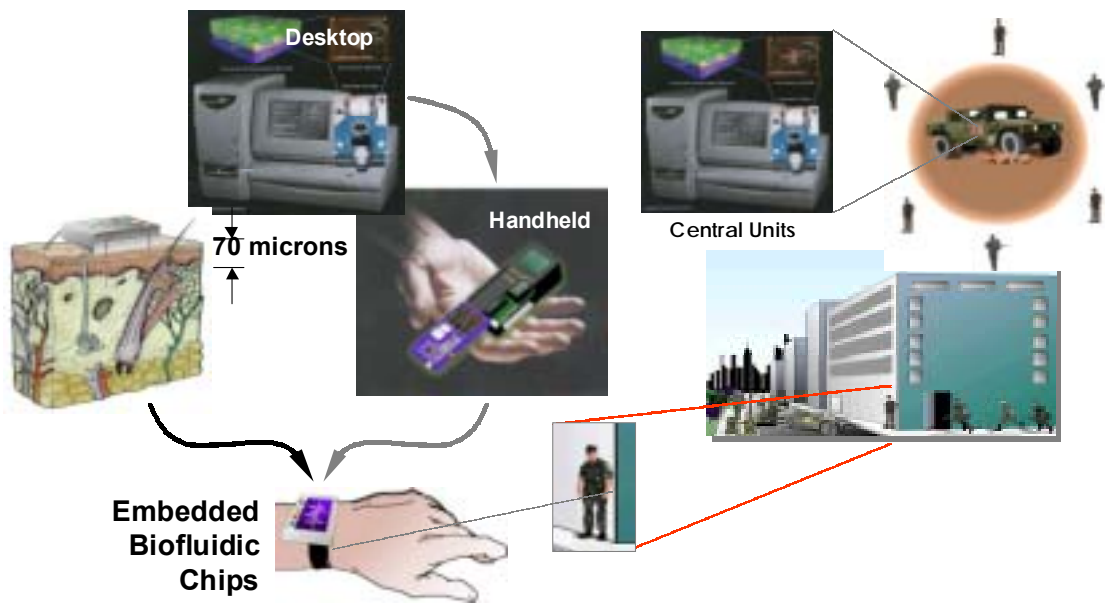 Desktop
70 microns
Handheld
Central Units
Embedded
Biofluidic
Chips